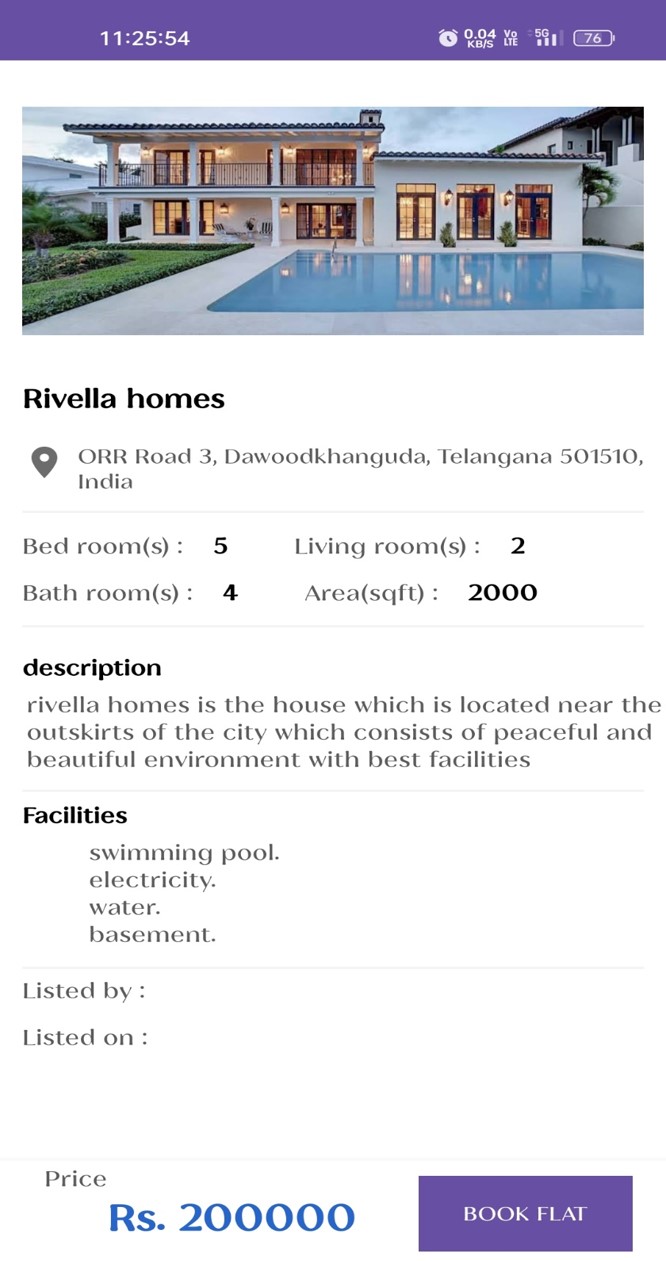 11:25:54
0.04 KB/S Vo LTE 5G 76
Rivella homes
ORR Road 3, Dawoodkhanguda, Telangana 501510,
India
Bed room(s) : 5 Living room(s) : 2
Bath room(s) : 4 Area(sqft) : 2000
description
rivella homes is the house which is located near the
outskirts of the city which consists of peaceful and
beautiful environment with best facilities
Facilities
swimming pool.
electricity.
water.
basement.
Listed by :
Listed on :
Price
Rs. 200000
BOOK FLAT